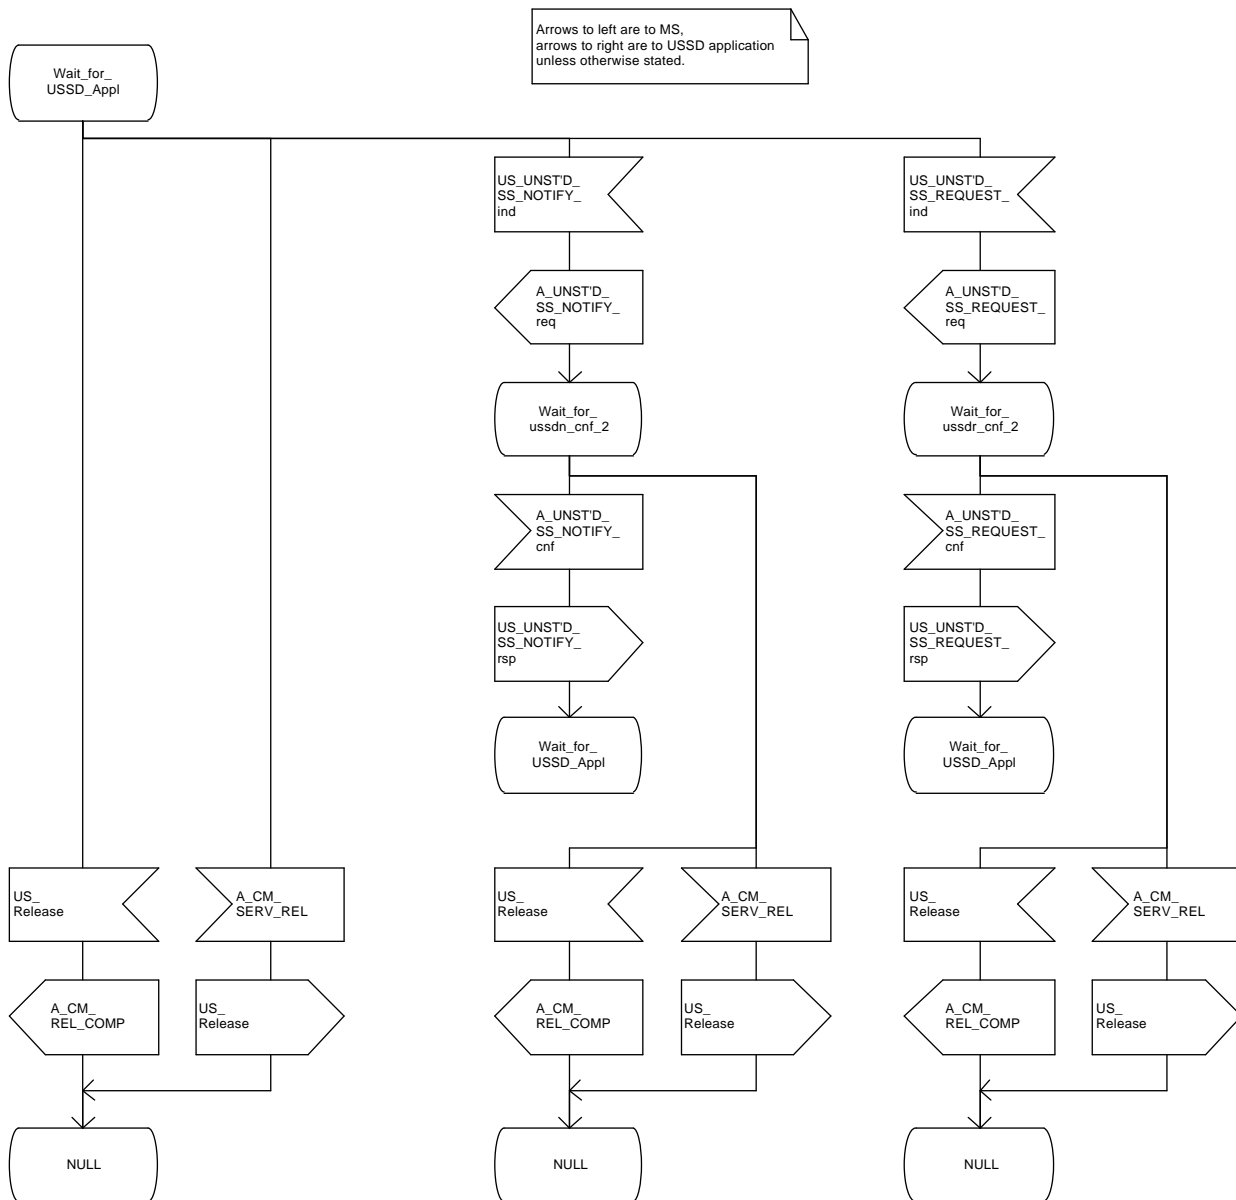 Arrows to left are to MS,
arrows to right are to USSD application
unless otherwise stated.
Wait_for_
USSD_Appl
US_UNST'D_
SS_NOTIFY_
ind
US_UNST'D_
SS_REQUEST_
ind
A_UNST'D_
SS_NOTIFY_
req
A_UNST'D_
SS_REQUEST_
req
Wait_for_
ussdn_cnf_2
Wait_for_
ussdr_cnf_2
A_UNST'D_
SS_NOTIFY_
cnf
A_UNST'D_
SS_REQUEST_
cnf
US_UNST'D_
SS_NOTIFY_
rsp
US_UNST'D_
SS_REQUEST_
rsp
Wait_for_
USSD_Appl
Wait_for_
USSD_Appl
US_
Release
A_CM_
SERV_REL
US_
Release
A_CM_
SERV_REL
US_
Release
A_CM_
SERV_REL
A_CM_
REL_COMP
US_
Release
A_CM_
REL_COMP
US_
Release
A_CM_
REL_COMP
US_
Release
NULL
NULL
NULL